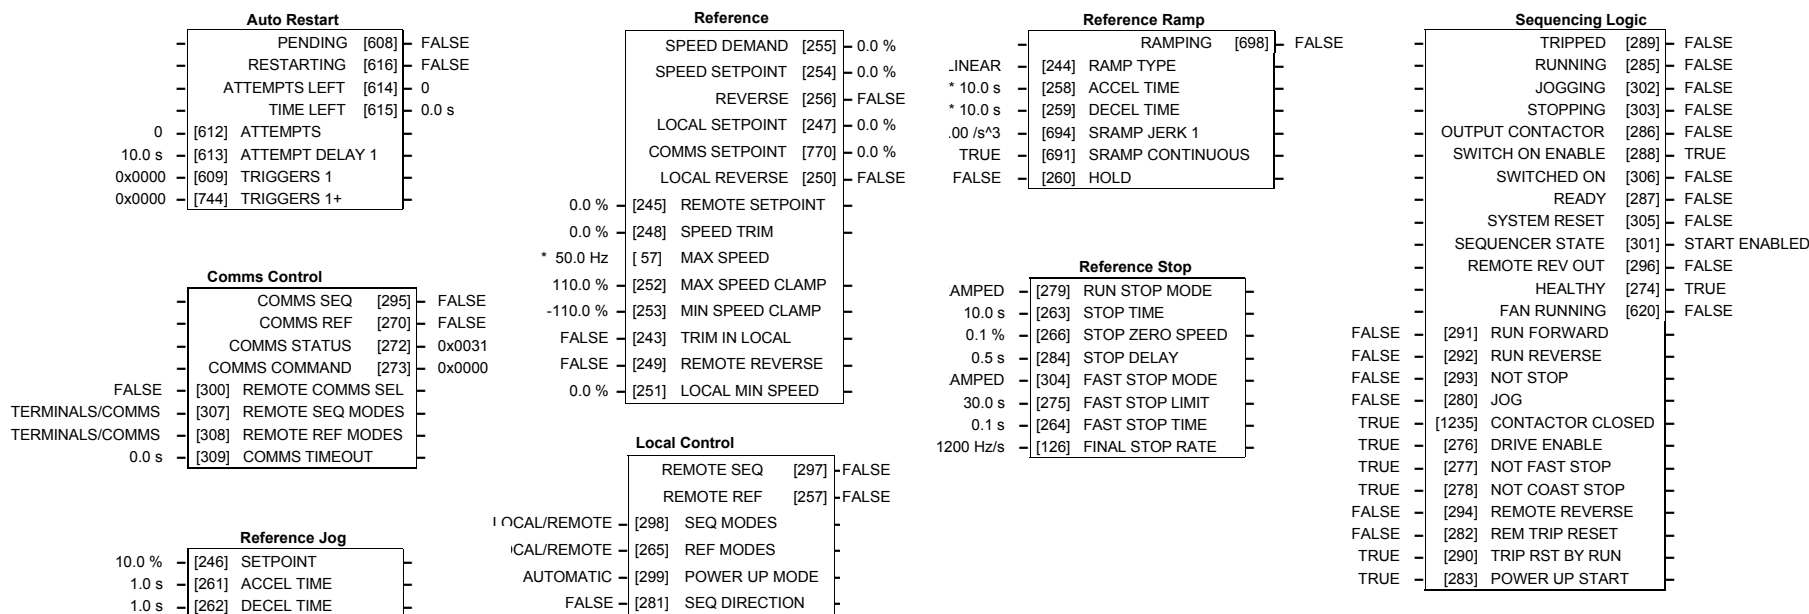 Auto Restart
PENDING [608] – FALSE
RESTARTING [616] – FALSE
ATTEMPTS LEFT [614] – 0
TIME LEFT [615] – 0.0 s
0 – [612] ATTEMPTS
10.0 s – [613] ATTEMPT DELAY 1
0x0000 – [609] TRIGGERS 1
0x0000 – [744] TRIGGERS 1+
Comms Control
COMMS SEQ [295] – FALSE
COMMS REF [270] – FALSE
COMMS STATUS [272] – 0x0031
COMMS COMMAND [273] – 0x0000
FALSE – [300] REMOTE COMMS SEL
TERMINALS/COMMS – [307] REMOTE SEQ MODES
TERMINALS/COMMS – [308] REMOTE REF MODES
0.0 s – [309] COMMS TIMEOUT
Reference Jog
10.0 % – [246] SETPOINT
1.0 s – [261] ACCEL TIME
1.0 s – [262] DECEL TIME
Reference
SPEED DEMAND [255] – 0.0 %
SPEED SETPOINT [254] – 0.0 %
REVERSE [256] – FALSE
LOCAL SETPOINT [247] – 0.0 %
COMMS SETPOINT [770] – 0.0 %
LOCAL REVERSE [250] – FALSE
0.0 % – [245] REMOTE SETPOINT
0.0 % – [248] SPEED TRIM
* 50.0 Hz [ 57] MAX SPEED
110.0 % – [252] MAX SPEED CLAMP
-110.0 % – [253] MIN SPEED CLAMP
FALSE – [243] TRIM IN LOCAL
FALSE – [249] REMOTE REVERSE
0.0 % – [251] LOCAL MIN SPEED
Local Control
REMOTE SEQ [297] – FALSE
REMOTE REF [257] – FALSE
OCAL/REMOTE – [298] SEQ MODES
CAL/REMOTE – [265] REF MODES
AUTOMATIC – [299] POWER UP MODE
FALSE – [281] SEQ DIRECTION
Reference Ramp
RAMPING [698] – FALSE
INEAR – [244] RAMP TYPE
* 10.0 s – [258] ACCEL TIME
* 10.0 s – [259] DECEL TIME
.00 /s^3 – [694] SRAMP JERK 1
TRUE – [691] SRAMP CONTINUOUS
FALSE – [260] HOLD
Reference Stop
AMPED – [279] RUN STOP MODE
10.0 s – [263] STOP TIME
0.1 % – [266] STOP ZERO SPEED
0.5 s – [284] STOP DELAY
AMPED – [304] FAST STOP MODE
30.0 s – [275] FAST STOP LIMIT
0.1 s – [264] FAST STOP TIME
1200 Hz/s – [126] FINAL STOP RATE
Sequencing Logic
TRIPPED [289] – FALSE
RUNNING [285] – FALSE
JOGGING [302] – FALSE
STOPPING [303] – FALSE
OUTPUT CONTACTOR [286] – FALSE
SWITCH ON ENABLE [288] – TRUE
SWITCHED ON [306] – FALSE
READY [287] – FALSE
SYSTEM RESET [305] – FALSE
SEQUENCER STATE [301] – START ENABLED
REMOTE REV OUT [296] – FALSE
HEALTHY [274] – TRUE
FAN RUNNING [620] – FALSE
FALSE – [291] RUN FORWARD
FALSE – [292] RUN REVERSE
FALSE – [293] NOT STOP
FALSE – [280] JOG
TRUE – [1235] CONTACTOR CLOSED
TRUE – [276] DRIVE ENABLE
TRUE – [277] NOT FAST STOP
TRUE – [278] NOT COAST STOP
FALSE – [294] REMOTE REVERSE
FALSE – [282] REM TRIP RESET
TRUE – [290] TRIP RST BY RUN
TRUE – [283] POWER UP START